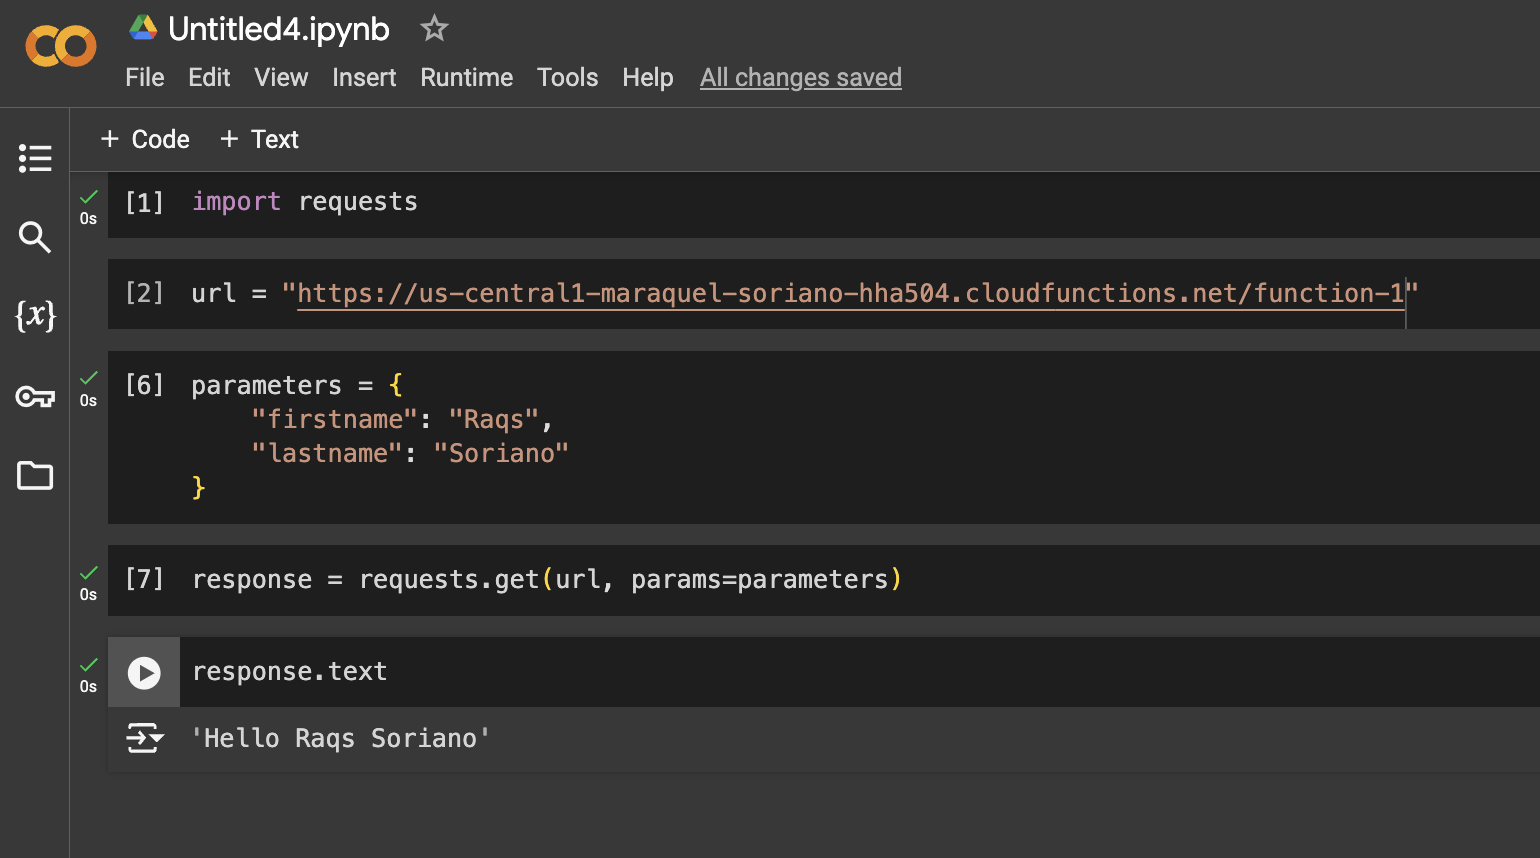 Untitled4.ipynb
File Edit View Insert Runtime Tools Help All changes saved
+ Code + Text
[1] import requests
0s
[2] url = "https://us-central1-maraquel-soriano-hha504.cloudfunctions.net/function-1"
[6] parameters = {
0s
"firstname": "Raqs",
"lastname": "Soriano"
}
[7] response = requests.get(url, params=parameters)
0s
response.text
0s
'Hello Raqs Soriano'